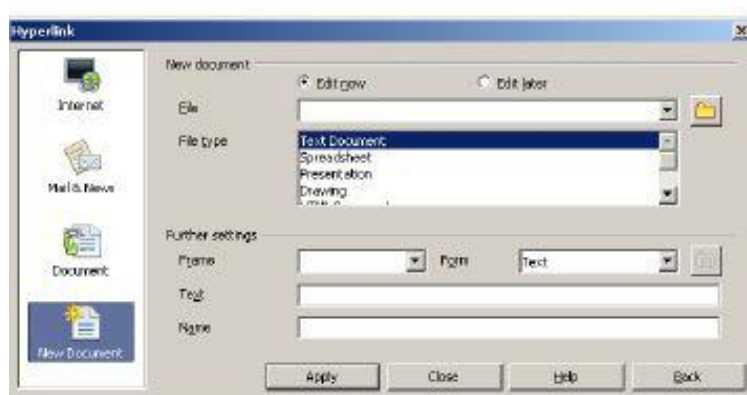 Hyperlink
Internet
Mail & News
Document
New Document
New document
Edit now
Edit later
File
File type
Text Document
Spreadsheet
Presentation
Drawing
Further settings
Frame
Form
Text
Text
Name
Apply
Close
Help
Back